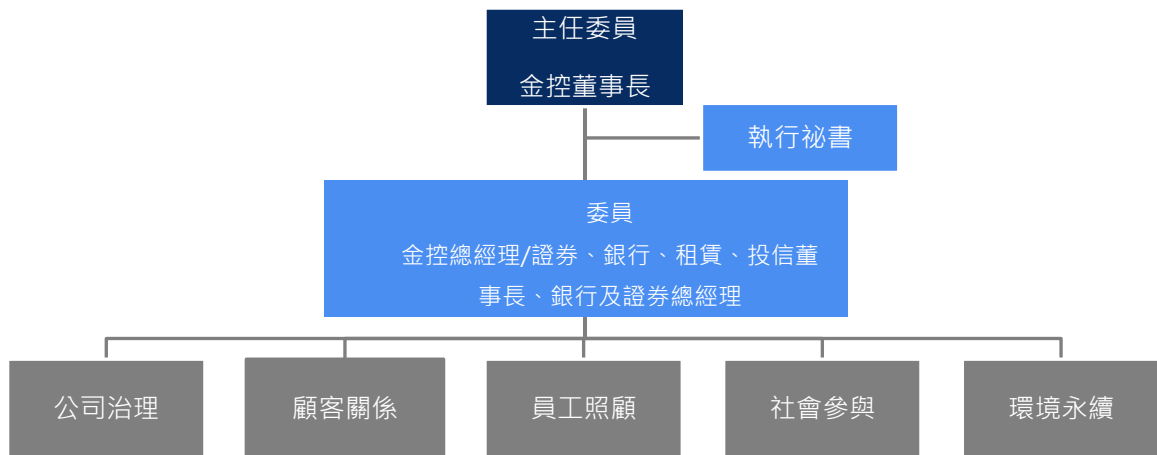 主任委員
金控董事長
執行祕書
委員
金控總經理/證券、銀行、租賃、投信董
事長、銀行及證券總經理
公司治理
顧客關係
員工照顧
社會參與
環境永續